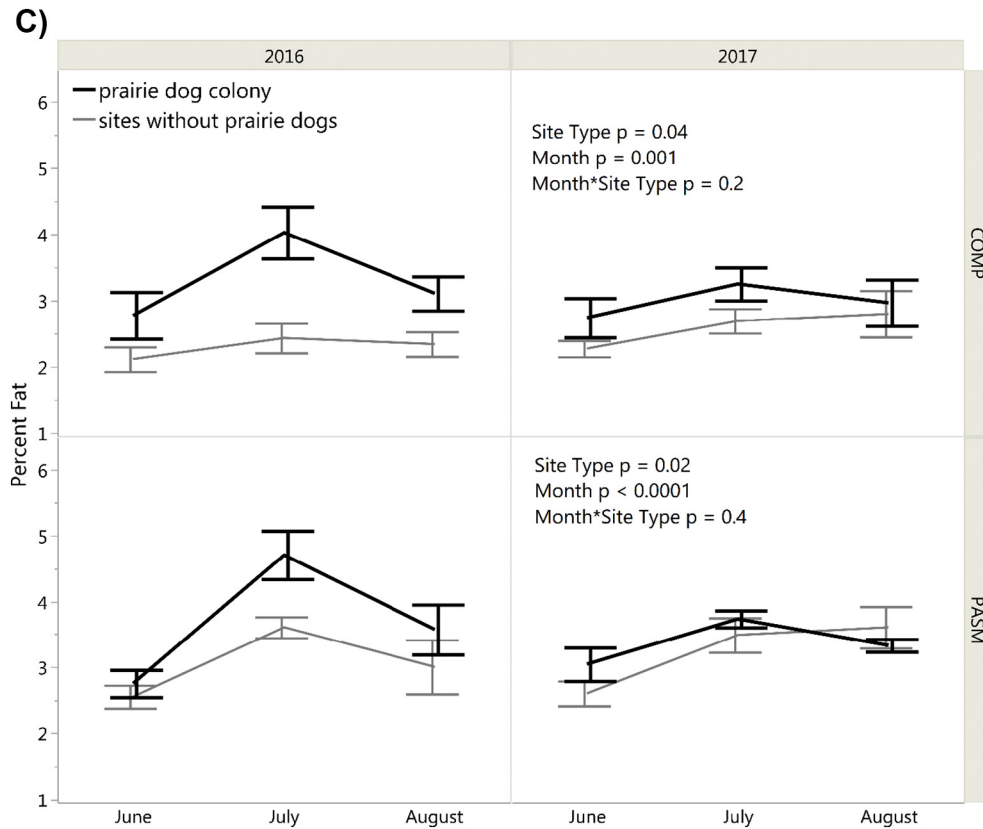 C)
2016
2017
prairie dog colony
sites without prairie dogs
Site Type p = 0.04
Month p = 0.001
Month*Site Type p = 0.2
6
5
4
3
2
1
COMP
Percent Fat
Site Type p = 0.02
Month p < 0.0001
Month*Site Type p = 0.4
6
5
4
3
2
1
PASM
June
July
August
June
July
August